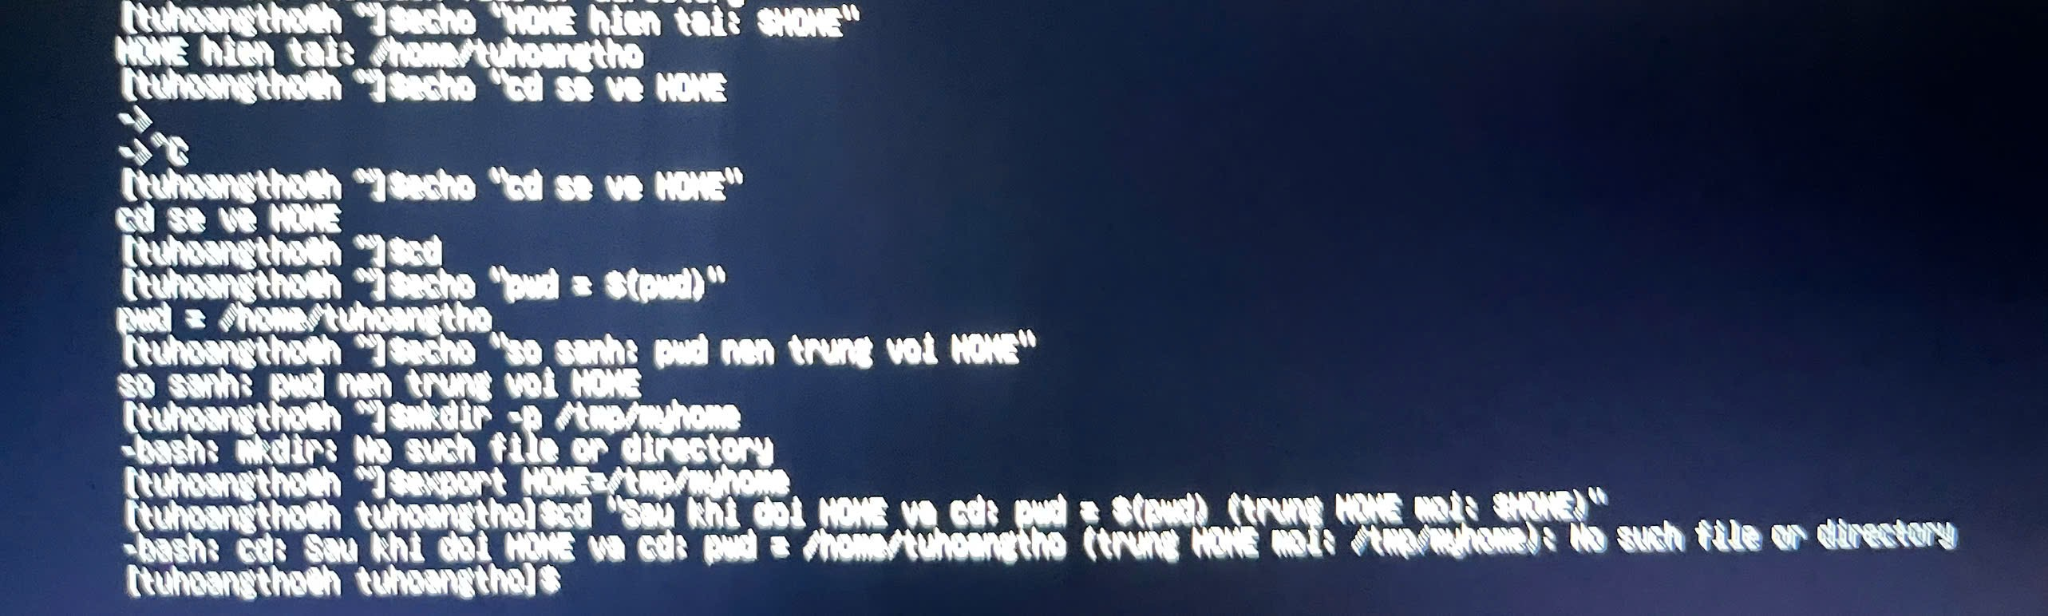 [tuhoangtho@h ~]$echo "HOME hien tai: $HOME"
HOME hien tai: /home/tuhoangtho
[tuhoangtho@h ~]$echo "cd se ve HOME
->
->^C
[tuhoangtho@h ~]$echo "cd se ve HOME"
cd se ve HOME
[tuhoangtho@h ~]$cd
[tuhoangtho@h ~]$echo "pwd = $(pwd)"
pwd = /home/tuhoangtho
[tuhoangtho@h ~]$echo "so sanh: pwd nen trung voi HOME"
so sanh: pwd nen trung voi HOME
[tuhoangtho@h ~]$mkdir -p /tmp/myhome
-bash: mkdir: No such file or directory
[tuhoangtho@h ~]$export HOME=/tmp/myhome
[tuhoangtho@h tuhoangtho]$cd "Sau khi doi HOME va cd: pwd = $(pwd) (trung HOME moi: $HOME)"
-bash: cd: Sau khi doi HOME va cd: pwd = /home/tuhoangtho (trung HOME moi: /tmp/myhome): No such file or directory
[tuhoangtho@h tuhoangtho]$